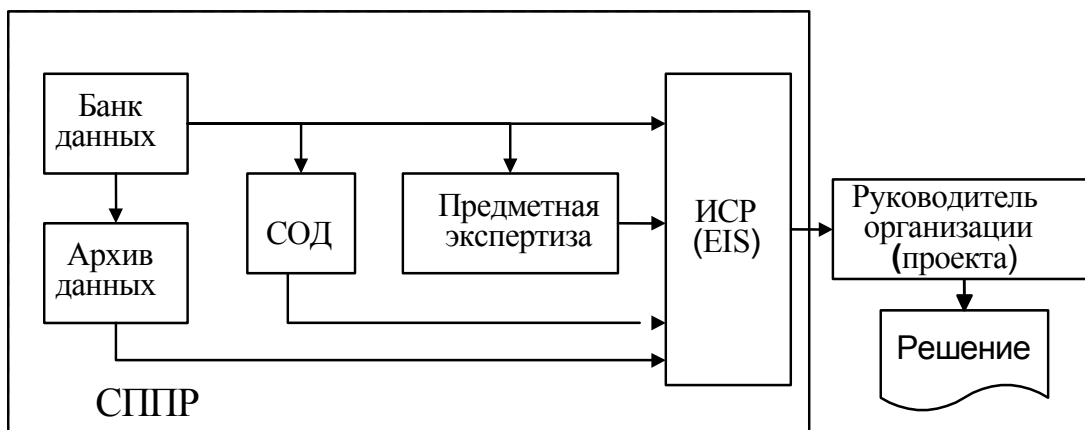 Банк
данных
Архив
данных
СОД
Предметная
экспертиза
ИСР
(EIS)
Руководитель
организации
(проекта)
Решение
СППР